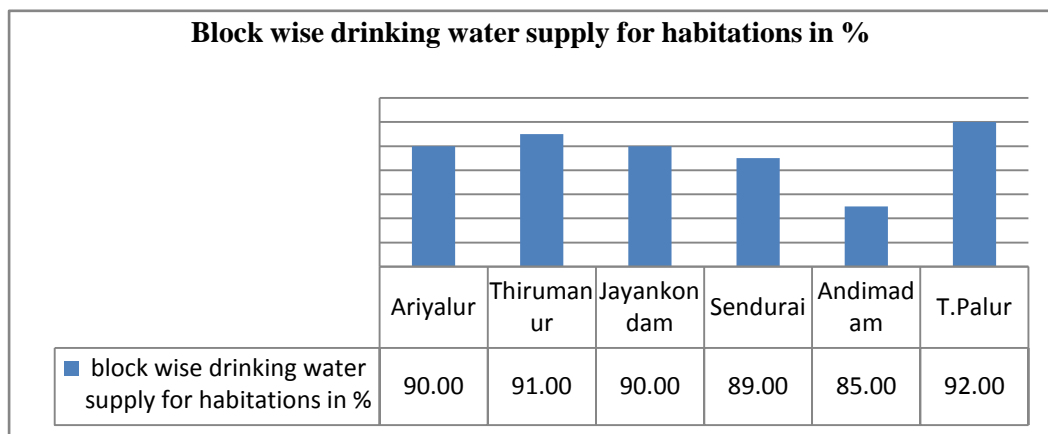 Block wise drinking water supply for habitations in %
Ariyalur
Thiruman
ur
Jayankon
dam
Sendurai
Andimad
am
T.Palur
block wise drinking water
supply for habitations in %
90.00 91.00 90.00 89.00 85.00 92.00